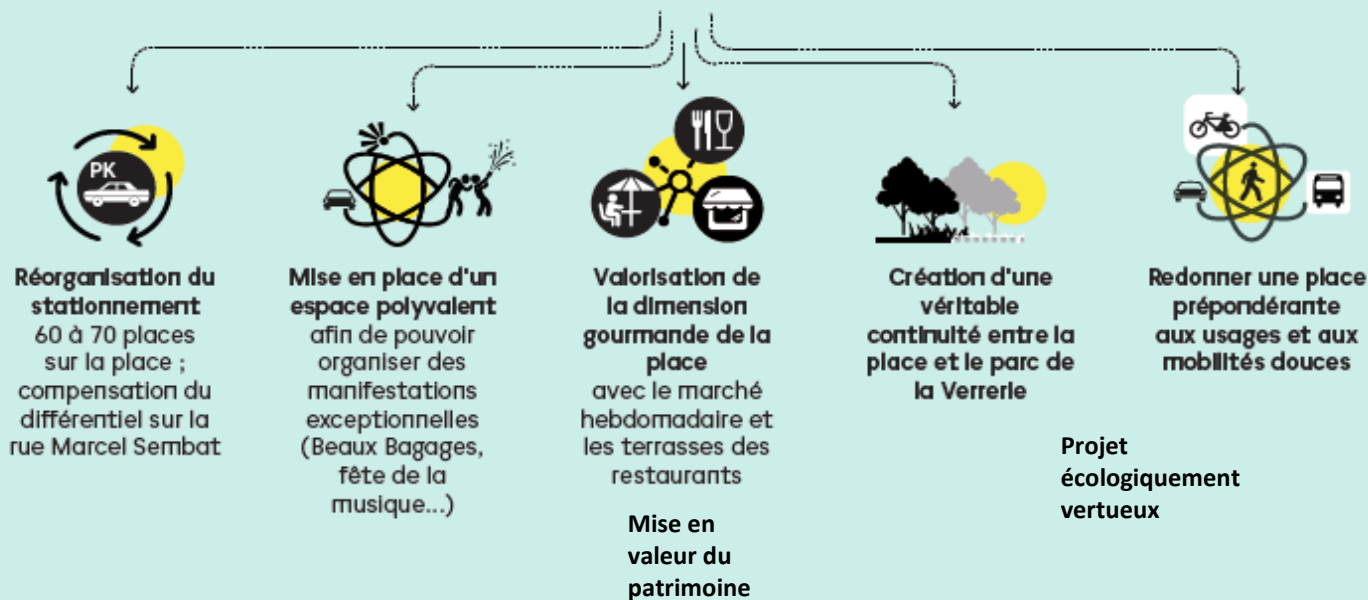 PK
Réorganisation du
stationnement
60 à 70 places
sur la place ;
compensation du
différentiel sur la
rue Marcel Sembat
Mise en place d'un
espace polyvalent
afin de pouvoir
organiser des
manifestations
exceptionnelles
(Beaux Bagages,
fête de la
musique...)
Valorisation de
la dimension
gourmande de la
place
avec le marché
hebdomadaire et
les terrasses des
restaurants
Mise en
valeur du
patrimoine
Création d'une
véritable
continuité entre la
place et le parc de
la Verrerie
Redonner une place
prépondérante
aux usages et aux
mobilités douces
Projet
écologiquement
vertueux